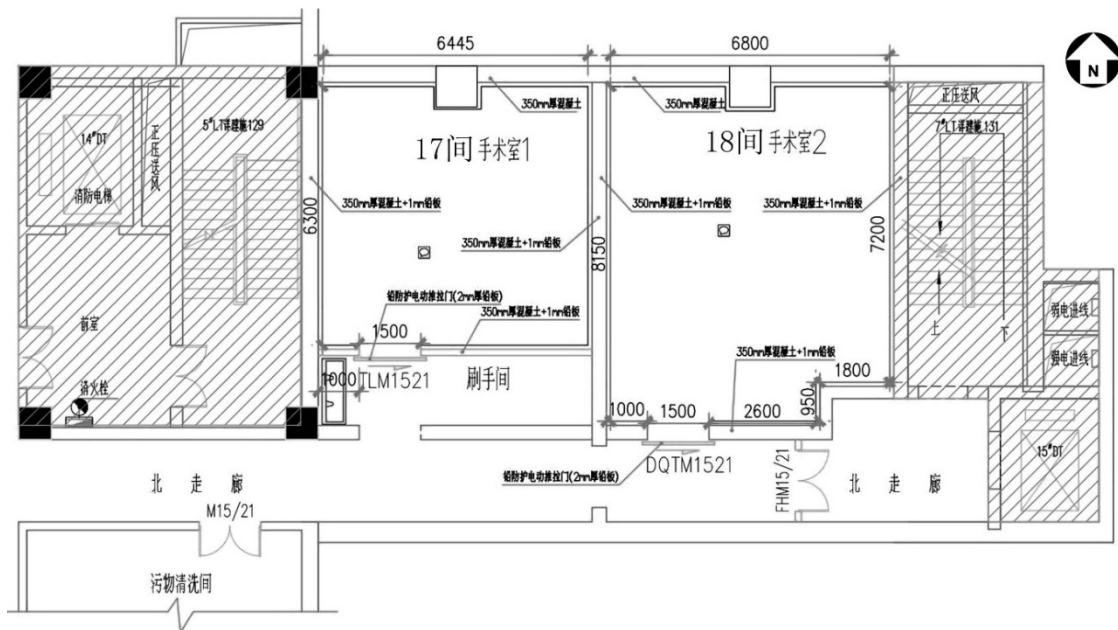 6445
6800
N
350mm厚混凝土
350mm厚混凝土
正压送风
14#DT
正压送风
5#LT详建施129
17间 手术室1
18间 手术室2
7#LT详建施131
消防电梯
350mm厚混凝土+1mm铅板
350mm厚混凝土+1mm铅板
350mm厚混凝土+1mm铅板
6300
350mm厚混凝土+1mm铅板
8150
7200
铅防护电动推拉门(2mm厚铅板)
350mm厚混凝土+1mm铅板
弱电进线
前室
1500
上
下
强电进线
350mm厚混凝土+1mm铅板
1000
TLM1521
刷手间
1800
消火栓
950
1000
1500
2600
15#DT
DQTM1521
铅防护电动推拉门(2mm厚铅板)
FHM15/21
北走廊
北走廊
M15/21
污物清洗间